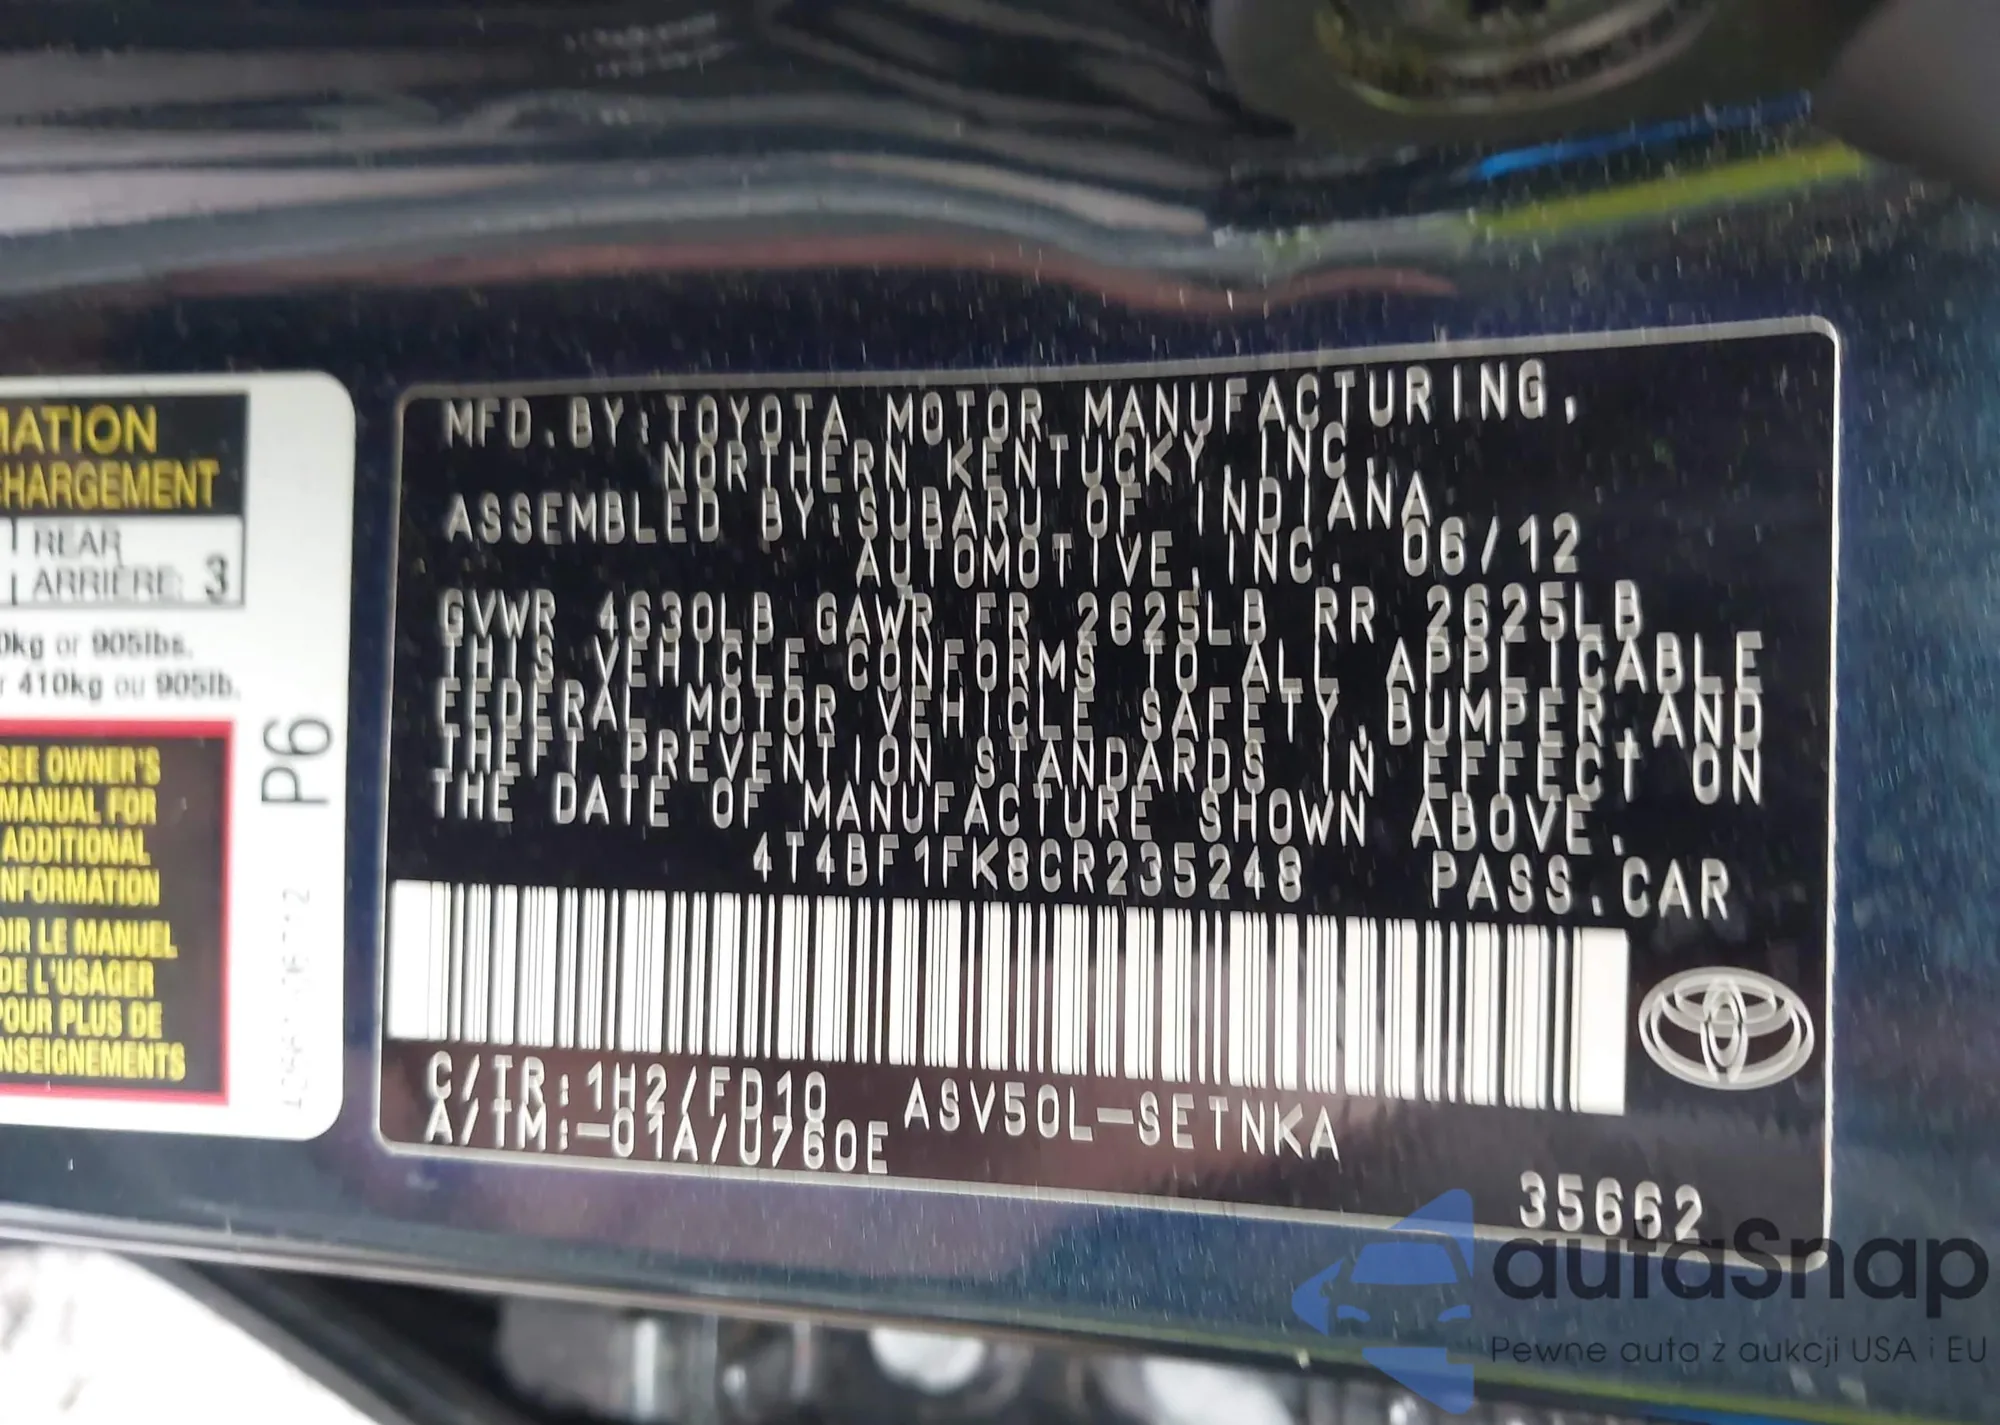 MATION
CHARGEMENT
REAR
ARRIÈRE: 3
0kg or 905lbs.
r 410kg ou 905lb.
SEE OWNER'S
MANUAL FOR
ADDITIONAL
INFORMATION
OIR LE MANUEL
DE L'USAGER
POUR PLUS DE
NSEIGNEMENTS
P6
MFD.BY:TOYOTA MOTOR MANUFACTURING,
NORTHERN KENTUCKY,INC.
ASSEMBLED BY:SUBARU OF INDIANA
AUTOMOTIVE,INC. 06/12
GVWR 4630LB GAWR FR 2625LB RR 2625LB
THIS VEHICLE CONFORMS TO ALL APPLICABLE
FEDERAL MOTOR VEHICLE SAFETY,BUMPER,AND
THEFT PREVENTION STANDARDS IN EFFECT ON
THE DATE OF MANUFACTURE SHOWN ABOVE.
4T4BF1FK8CR235248 PASS.CAR
C/TR:1H2/FD10 ASV50L-SETNKA
A/TM:-01A/U760E
35662
autaSnap
Pewne auta z aukcji USA i EU